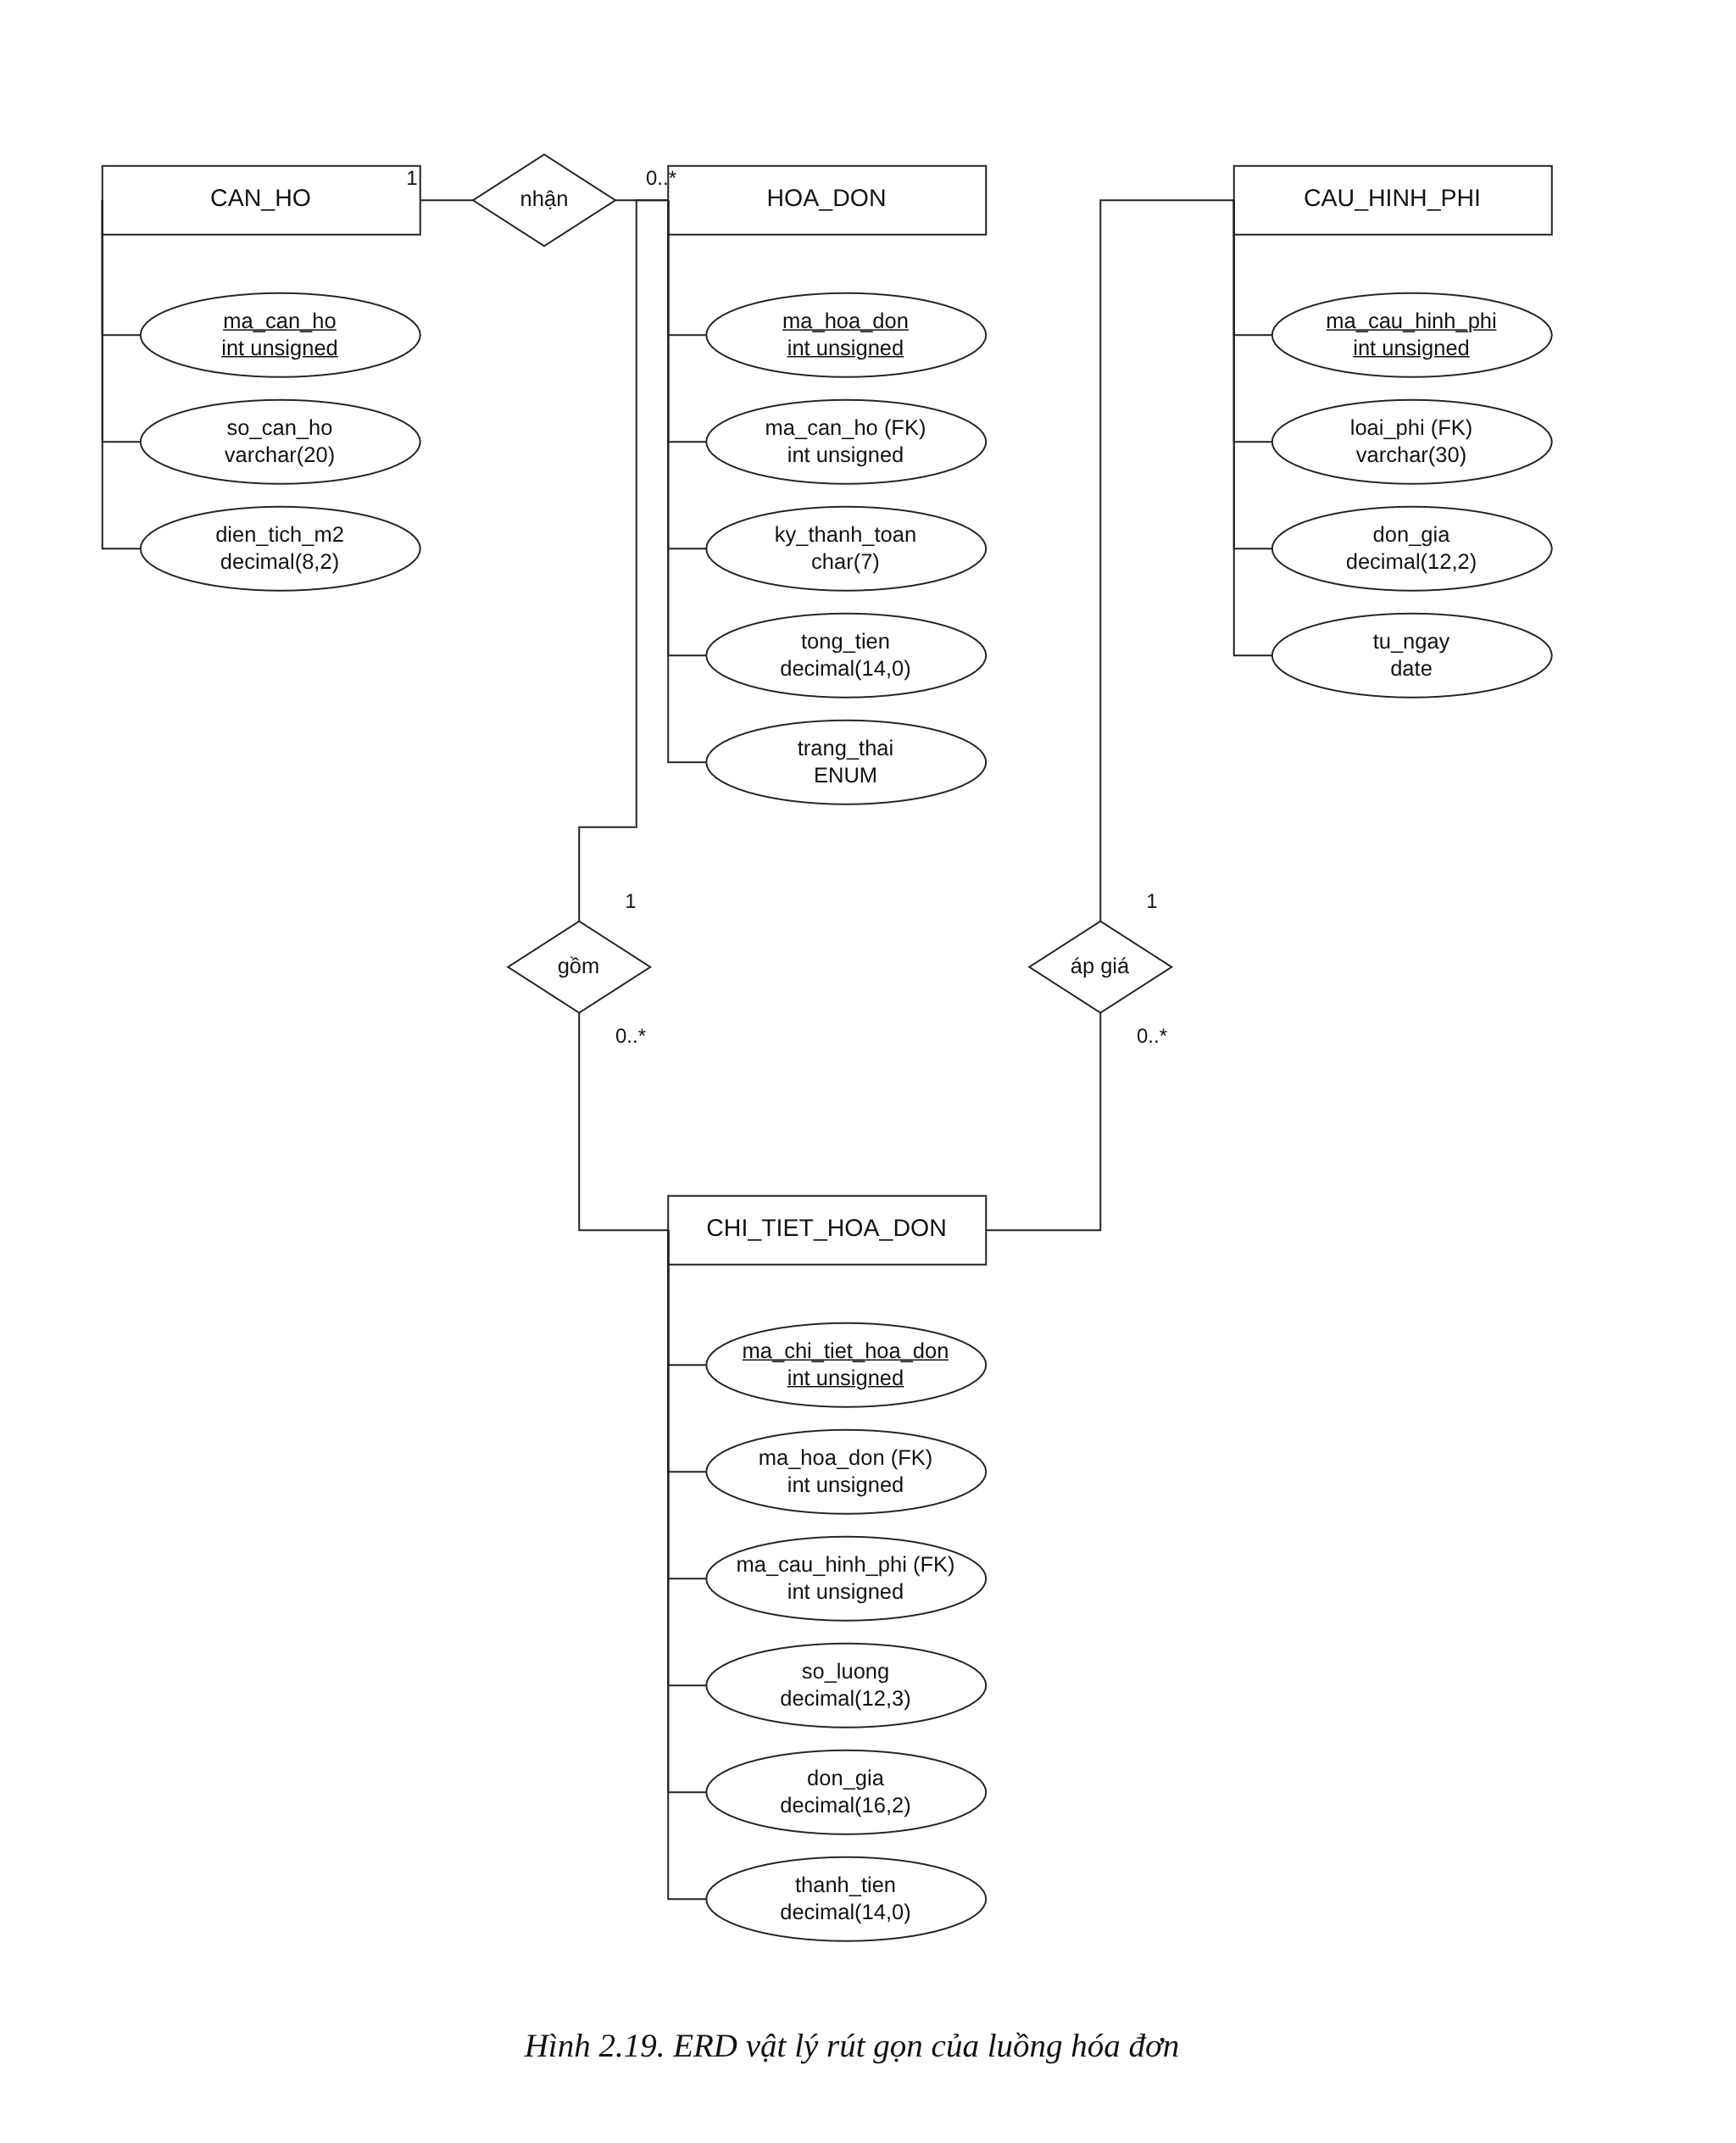 CAN_HO
1
nhận
0..*
HOA_DON
CAU_HINH_PHI
ma_can_ho
int unsigned
so_can_ho
varchar(20)
dien_tich_m2
decimal(8,2)
ma_hoa_don
int unsigned
ma_can_ho (FK)
int unsigned
ky_thanh_toan
char(7)
tong_tien
decimal(14,0)
trang_thai
ENUM
ma_cau_hinh_phi
int unsigned
loai_phi (FK)
varchar(30)
don_gia
decimal(12,2)
tu_ngay
date
1
gồm
0..*
1
áp giá
0..*
CHI_TIET_HOA_DON
ma_chi_tiet_hoa_don
int unsigned
ma_hoa_don (FK)
int unsigned
ma_cau_hinh_phi (FK)
int unsigned
so_luong
decimal(12,3)
don_gia
decimal(16,2)
thanh_tien
decimal(14,0)
Hình 2.19. ERD vật lý rút gọn của luồng hóa đơn